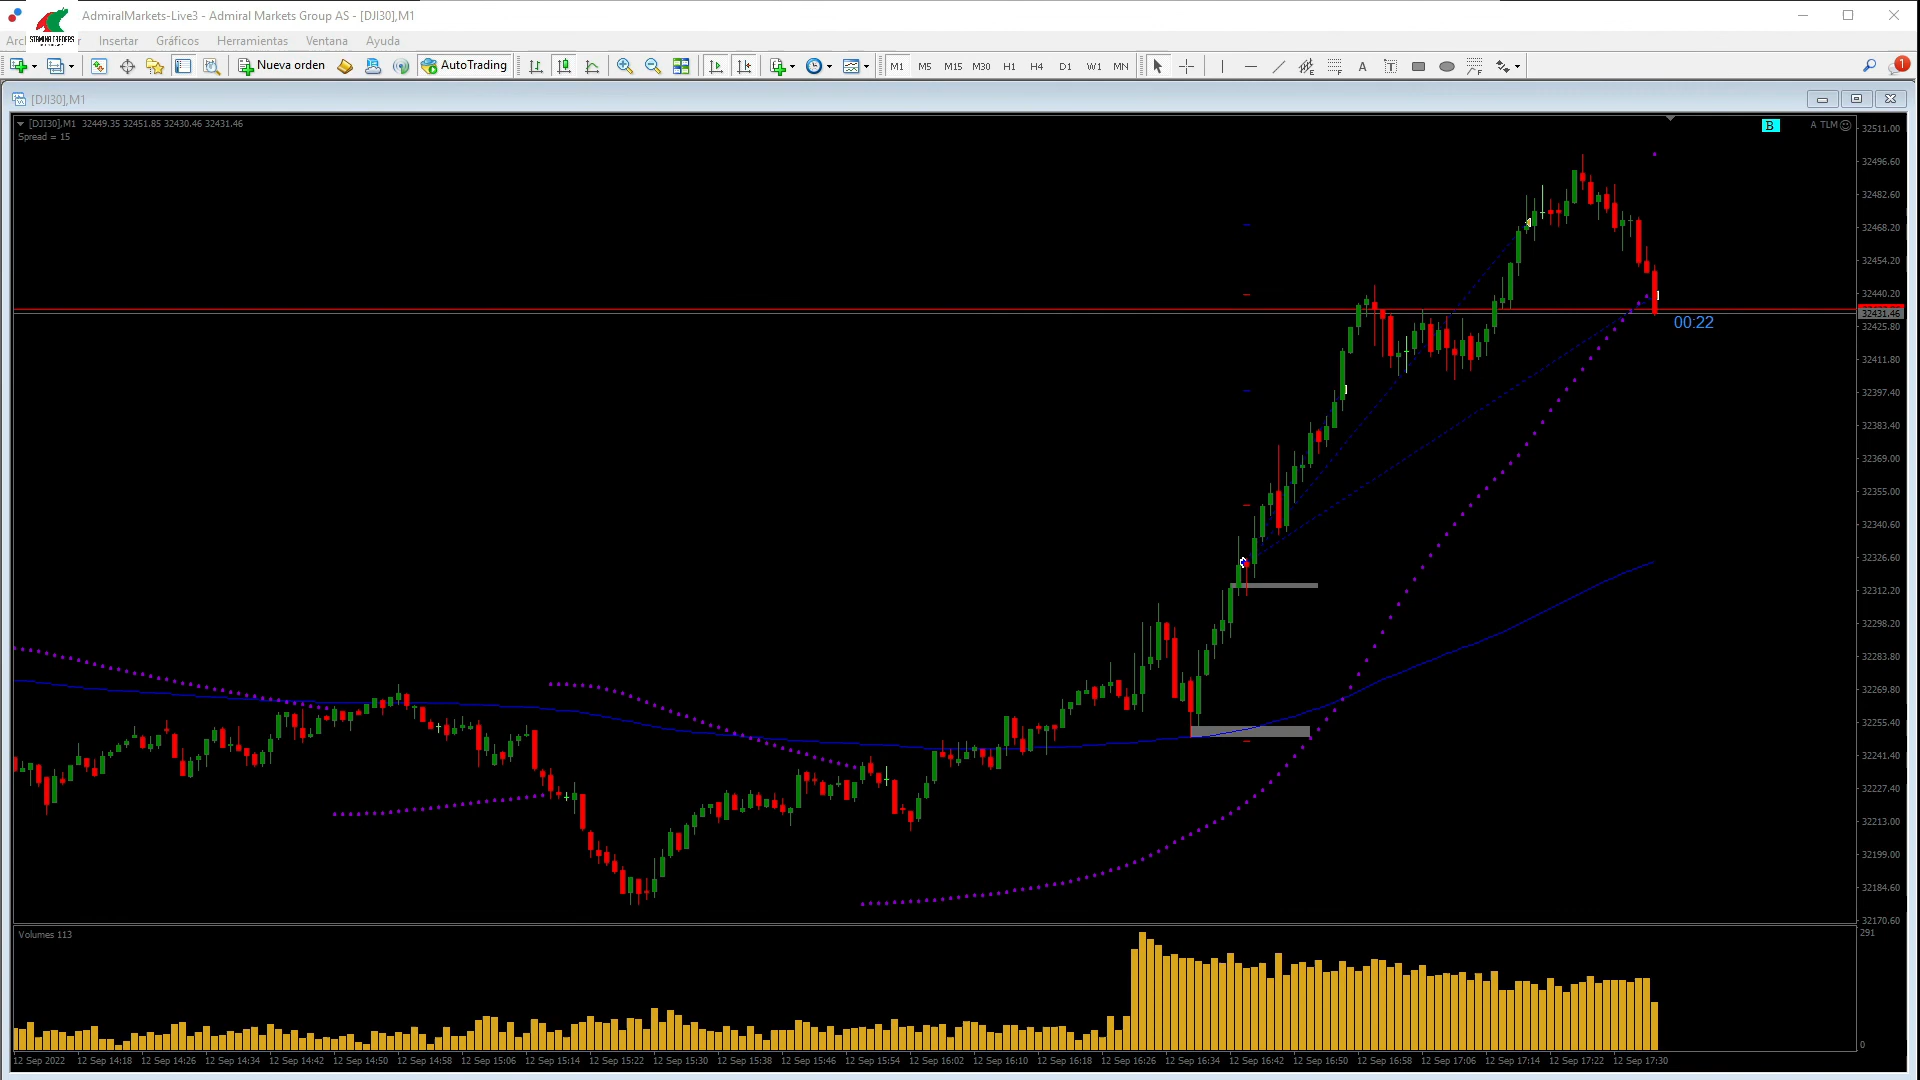 AdmiralMarkets-Live3 - Admiral Markets Group AS - [DJI30],M1
Insertar Gráficos Herramientas Ventana Ayuda
Nueva orden AutoTrading M1 M5 M15 M30 H1 H4 D1 W1 MN A T 1
[DJI30],M1
[DJI30],M1 32449.35 32451.85 32430.46 32431.46
Spread = 15
B
A TLM
32511.00
32496.60
32482.60
32468.20
32454.20
32440.20
32431.46
32425.80
32411.80
32397.40
32383.40
32369.00
32355.00
32340.60
32326.60
32312.20
32298.20
32283.80
32269.80
32255.40
32241.40
32227.40
32213.00
32199.00
32184.60
32170.60
00:22
Volumes 113
291
0
12 Sep 2022 12 Sep 14:18 12 Sep 14:26 12 Sep 14:34 12 Sep 14:42 12 Sep 14:50 12 Sep 14:58 12 Sep 15:06 12 Sep 15:14 12 Sep 15:22 12 Sep 15:30 12 Sep 15:38 12 Sep 15:46 12 Sep 15:54 12 Sep 16:02 12 Sep 16:10 12 Sep 16:18 12 Sep 16:26 12 Sep 16:34 12 Sep 16:42 12 Sep 16:50 12 Sep 16:58 12 Sep 17:06 12 Sep 17:14 12 Sep 17:22 12 Sep 17:30